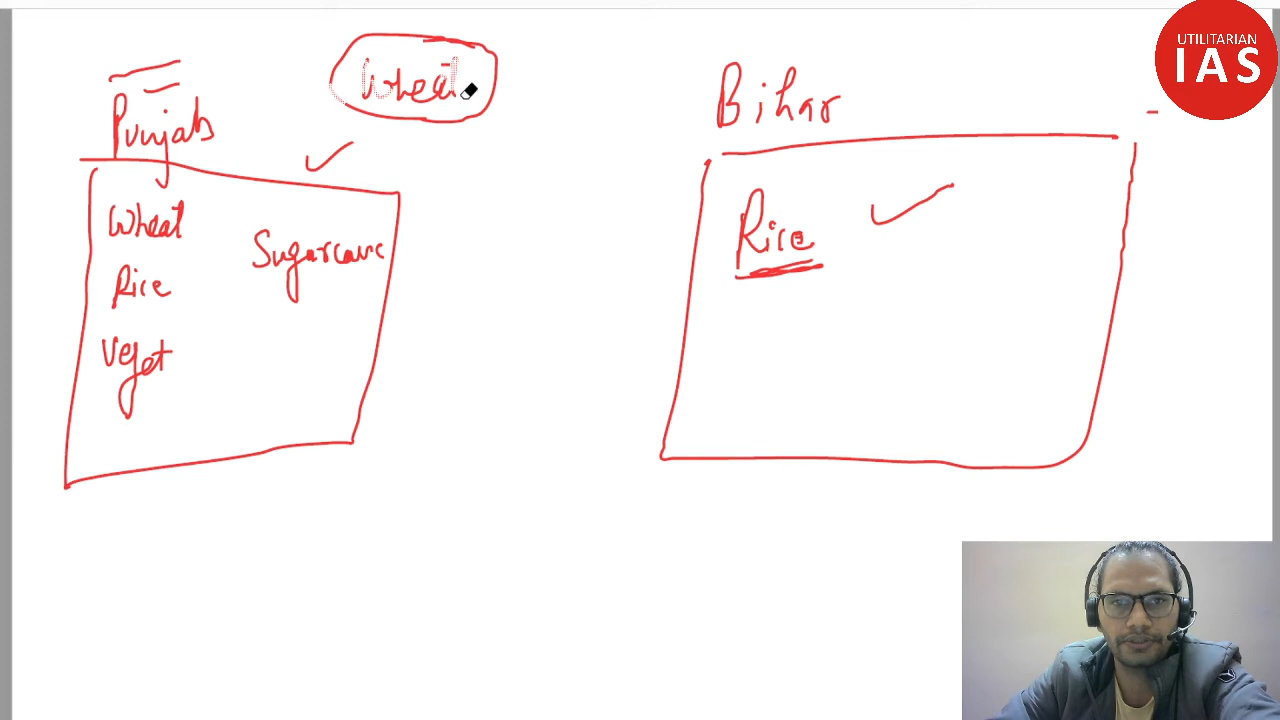 UTILITARIAN
IAS
Wheat
Punjab
Wheat
Sugarcane
Rice
Veget
Bihar
Rice